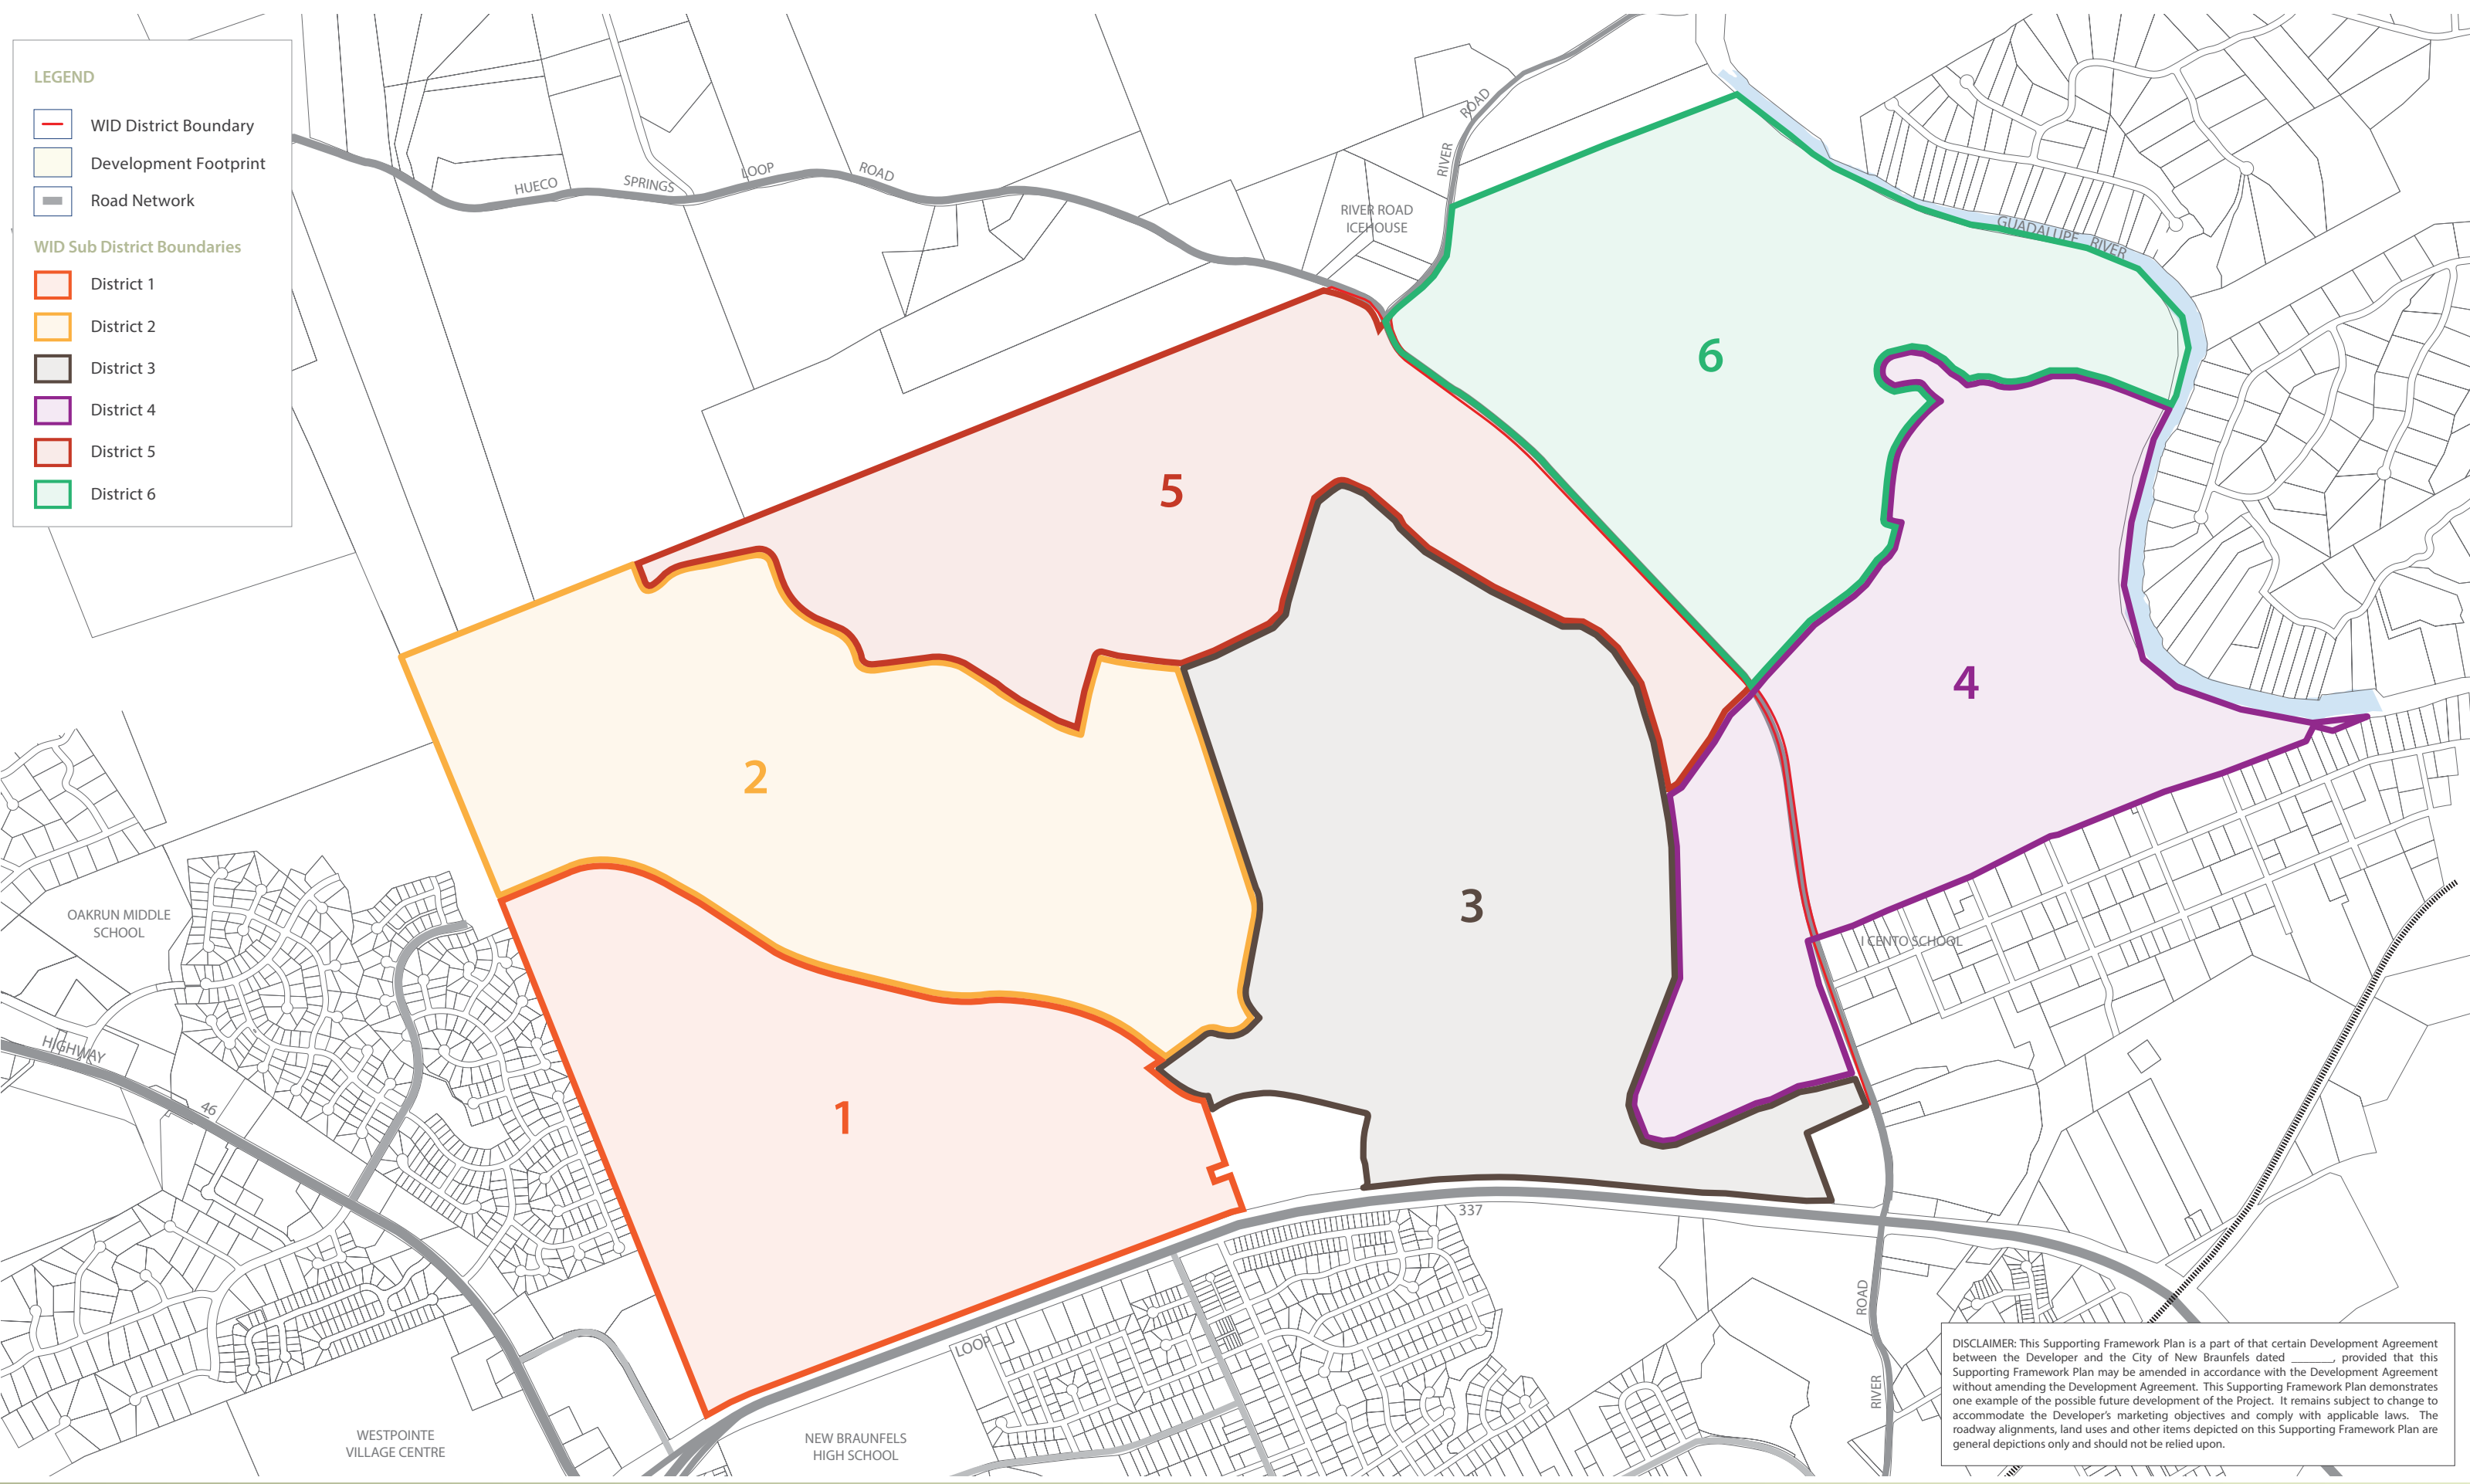 LEGEND
WID District Boundary
Development Footprint
Road Network
WID Sub District Boundaries
District 1
District 2
District 3
District 4
District 5
District 6
HUECO SPRINGS LOOP ROAD
RIVER ROAD
RIVER ROAD
ICEHOUSE
GUADALUPE RIVER
6
5
4
2
3
1
OAKRUN MIDDLE
SCHOOL
I CENTO SCHOOL
HIGHWAY 46
337
LOOP
RIVER ROAD
WESTPOINTE
VILLAGE CENTRE
NEW BRAUNFELS
HIGH SCHOOL
DISCLAIMER: This Supporting Framework Plan is a part of that certain Development Agreement
between the Developer and the City of New Braunfels dated _______, provided that this
Supporting Framework Plan may be amended in accordance with the Development Agreement
without amending the Development Agreement. This Supporting Framework Plan demonstrates
one example of the possible future development of the Project. It remains subject to change to
accommodate the Developer's marketing objectives and comply with applicable laws. The
roadway alignments, land uses and other items depicted on this Supporting Framework Plan are
general depictions only and should not be relied upon.